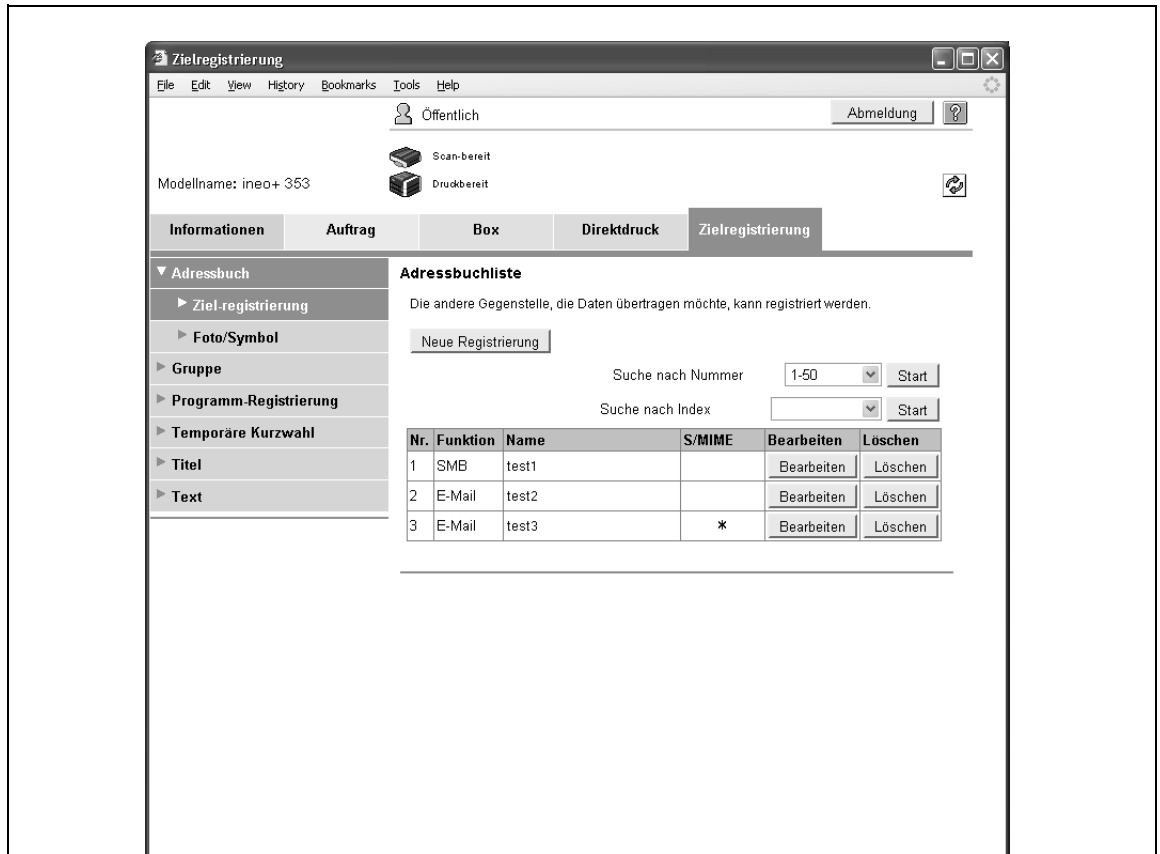 Zielregistrierung
File Edit View History Bookmarks Tools Help
Öffentlich
Abmeldung ?
Scan-bereit
Modellname: ineo+ 353
Druckbereit
Informationen Auftrag Box Direktdruck Zielregistrierung
Adressbuch
Ziel-registrierung
Foto/Symbol
Gruppe
Programm-Registrierung
Temporäre Kurzwahl
Titel
Text
Adressbuchliste
Die andere Gegenstelle, die Daten übertragen möchte, kann registriert werden.
Neue Registrierung
Suche nach Nummer 1-50 Start
Suche nach Index Start
Nr. Funktion Name S/MIME Bearbeiten Löschen
1 SMB test1 Bearbeiten Löschen
2 E-Mail test2 Bearbeiten Löschen
3 E-Mail test3 * Bearbeiten Löschen